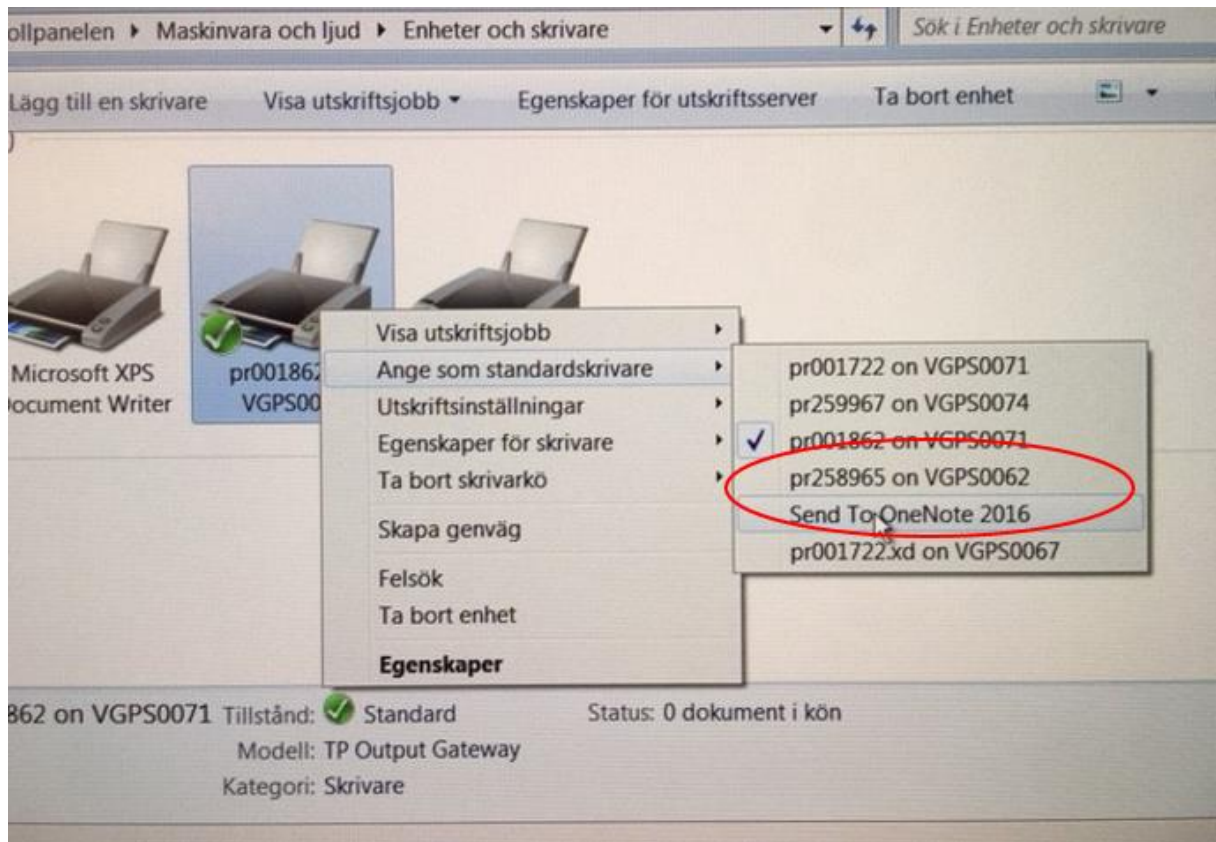 ollpanelen ▸ Maskinvara och ljud ▸ Enheter och skrivare
Sök i Enheter och skrivare
Lägg till en skrivare Visa utskriftsjobb Egenskaper för utskriftsserver Ta bort enhet
)
Microsoft XPS
ocument Writer
pr001862
VGPS00
Visa utskriftsjobb
Ange som standardskrivare
Utskriftsinställningar
Egenskaper för skrivare
Ta bort skrivarkö
Skapa genväg
Felsök
Ta bort enhet
Egenskaper
pr001722 on VGPS0071
pr259967 on VGPS0074
pr001862 on VGPS0071
pr258965 on VGPS0062
Send To OneNote 2016
pr001722.xd on VGPS0067
862 on VGPS0071 Tillstånd: Standard Status: 0 dokument i kön
Modell: TP Output Gateway
Kategori: Skrivare